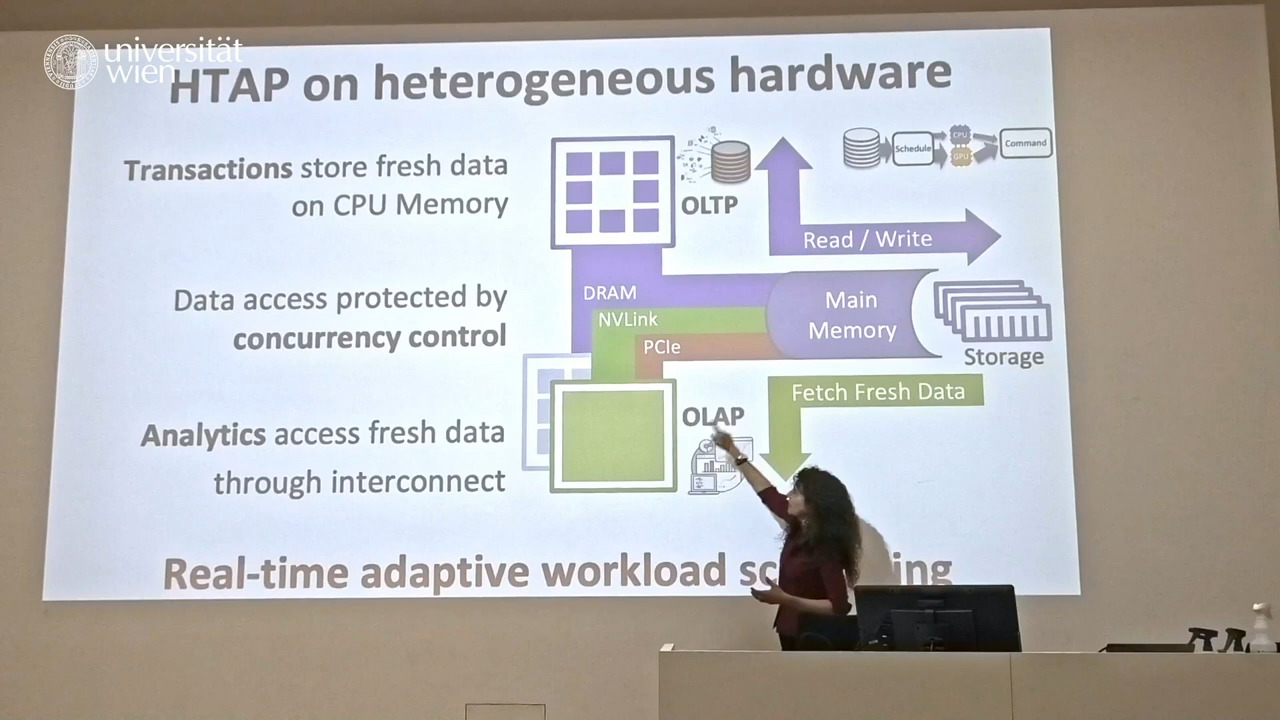 universität
wien
HTAP on heterogeneous hardware
Transactions store fresh data
on CPU Memory
OLTP
Schedule
CPU
GPU
Command
Read / Write
Data access protected by
concurrency control
DRAM
NVLink
PCIe
Main
Memory
Storage
Fetch Fresh Data
OLAP
Analytics access fresh data
through interconnect
Real-time adaptive workload